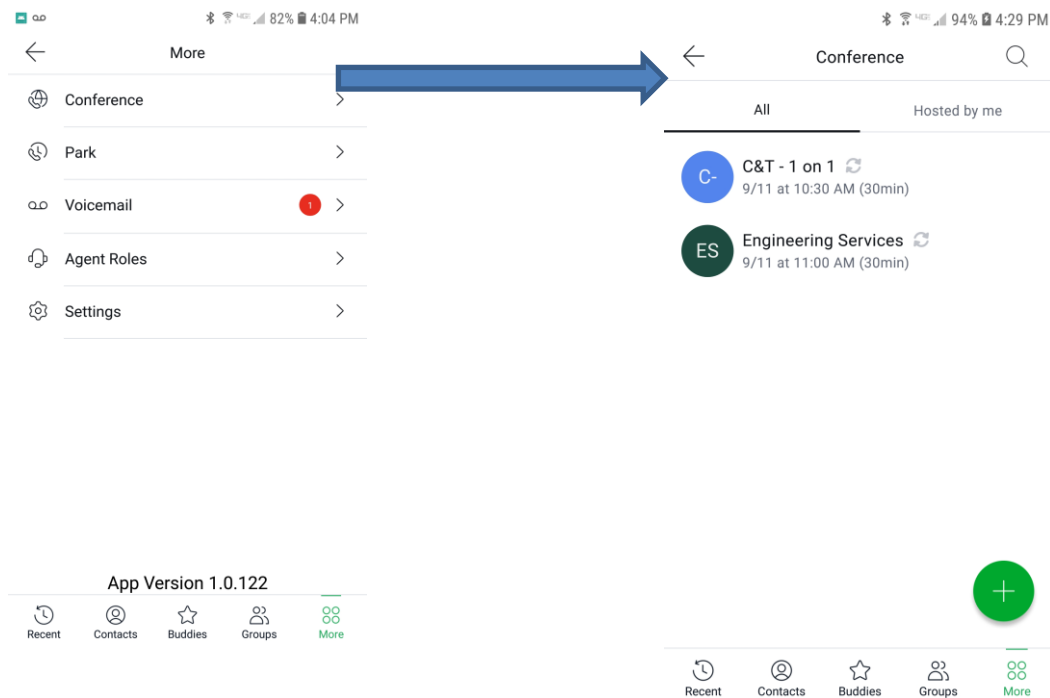 82% 4:04 PM
More
Conference
Park
Voicemail 1
Agent Roles
Settings
App Version 1.0.122
Recent Contacts Buddies Groups More
94% 4:29 PM
Conference
All Hosted by me
C- C&T - 1 on 1
9/11 at 10:30 AM (30min)
ES Engineering Services
9/11 at 11:00 AM (30min)
Recent Contacts Buddies Groups More